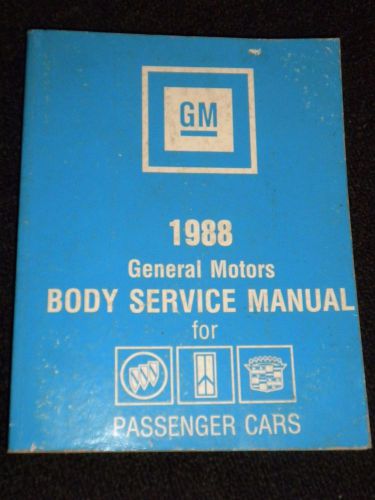 GM
1988
General Motors
BODY SERVICE MANUAL
for
PASSENGER CARS